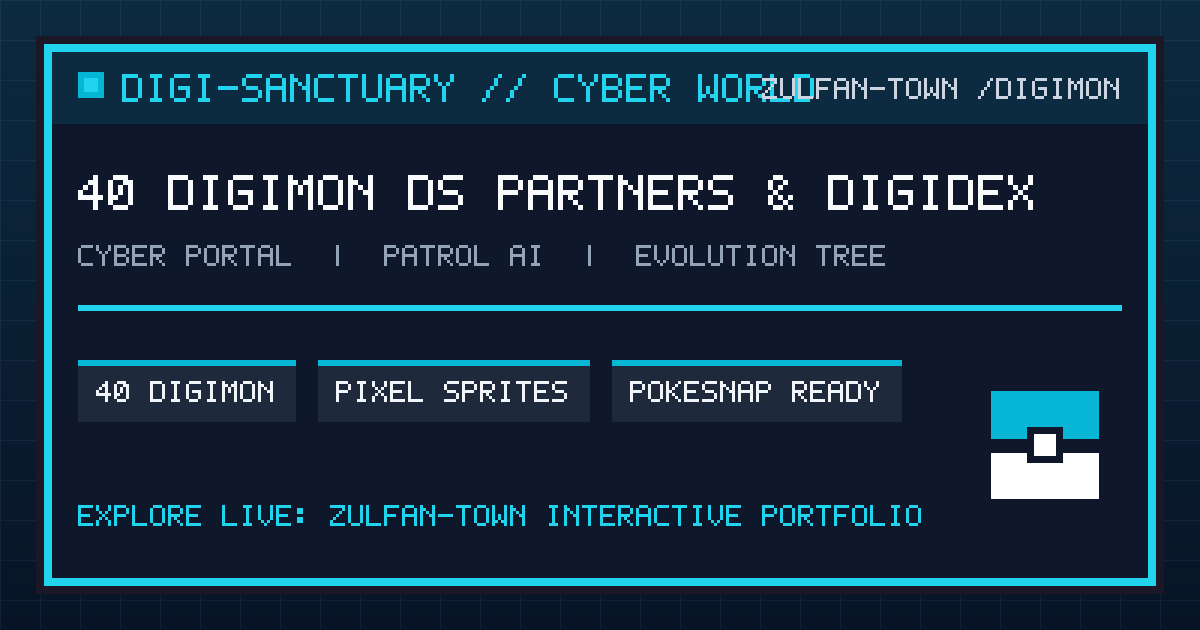 DIGI-SANCTUARY // CYBER WORLD
ZULFAN-TOWN /DIGIMON
40 DIGIMON DS PARTNERS & DIGIDEX
CYBER PORTAL | PATROL AI | EVOLUTION TREE
40 DIGIMON
PIXEL SPRITES
POKESNAP READY
EXPLORE LIVE: ZULFAN-TOWN INTERACTIVE PORTFOLIO